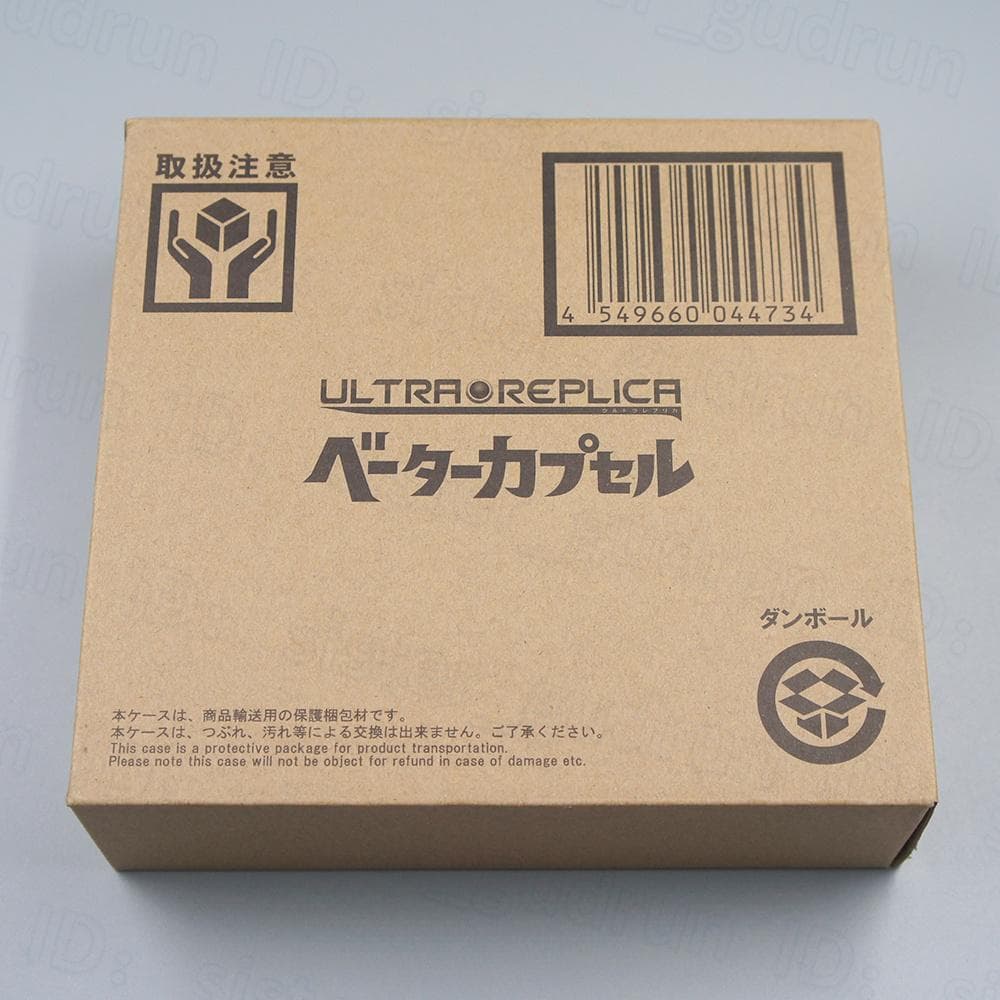 取扱注意
4 549660 044734
ULTRA REPLICA
ウルトラレプリカ
ベーターカプセル
ダンボール
本ケースは、商品輸送用の保護梱包材です。
本ケースは、つぶれ、汚れ等による交換は出来ません。ご了承ください。
This case is a protective package for product transportation.
Please note this case will not be object for refund in case of damage etc.